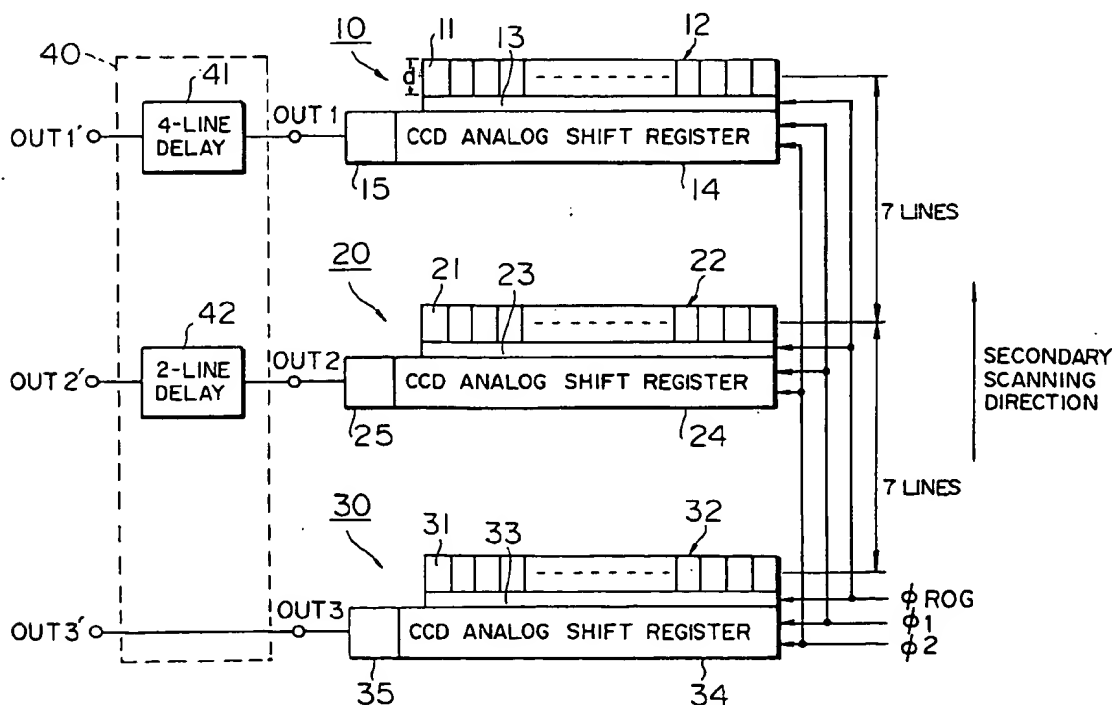 10
11
13
12
40
d
41
4-LINE
DELAY
OUT1'
OUT 1
CCD ANALOG SHIFT REGISTER
15
14
7 LINES
20
21
23
22
42
2-LINE
DELAY
OUT2'
OUT2
CCD ANALOG SHIFT REGISTER
25
24
SECONDARY
SCANNING
DIRECTION
7 LINES
30
31
33
32
OUT3'
OUT3
CCD ANALOG SHIFT REGISTER
35
34
φ ROG
φ 1
φ 2